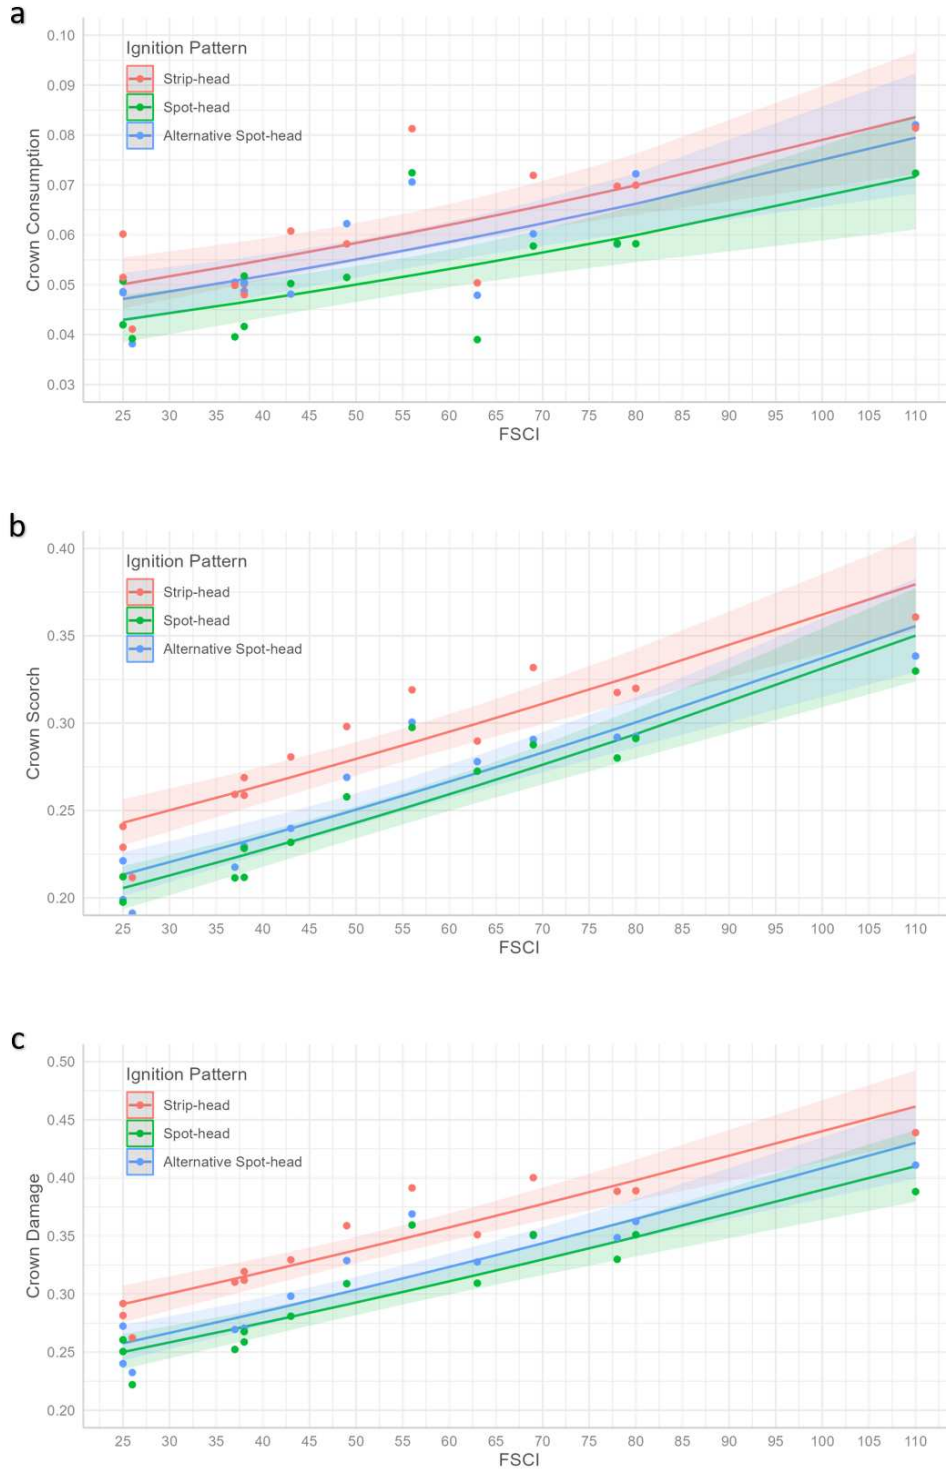 a
Crown Consumption
0.10
0.09
0.08
0.07
0.06
0.05
0.04
0.03
Ignition Pattern
Strip-head
Spot-head
Alternative Spot-head
25 30 35 40 45 50 55 60 65 70 75 80 85 90 95 100 105 110
FSCI
b
Crown Scorch
0.40
0.35
0.30
0.25
0.20
Ignition Pattern
Strip-head
Spot-head
Alternative Spot-head
25 30 35 40 45 50 55 60 65 70 75 80 85 90 95 100 105 110
FSCI
c
Crown Damage
0.50
0.45
0.40
0.35
0.30
0.25
0.20
Ignition Pattern
Strip-head
Spot-head
Alternative Spot-head
25 30 35 40 45 50 55 60 65 70 75 80 85 90 95 100 105 110
FSCI